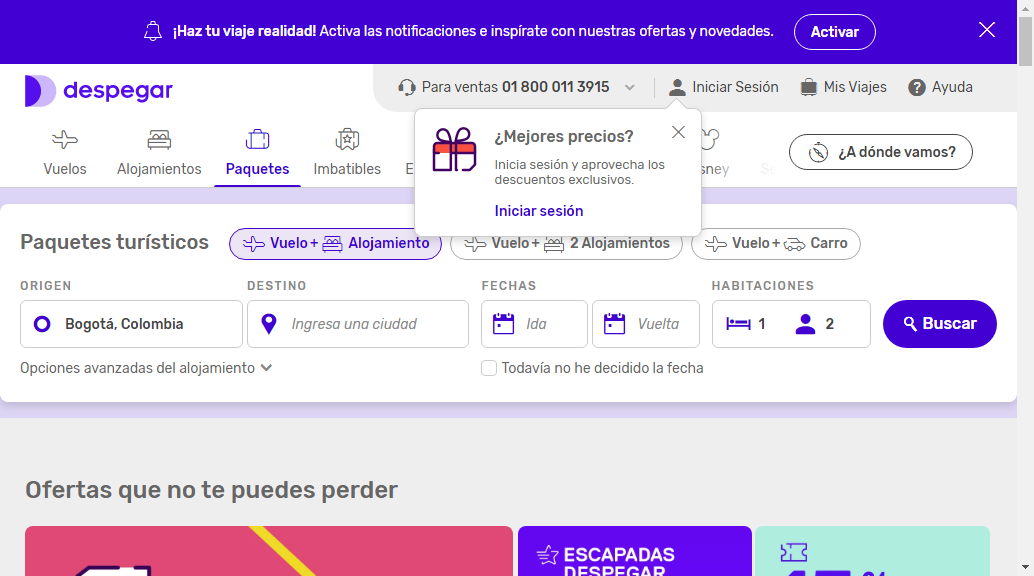 ¡Haz tu viaje realidad! Activa las notificaciones e inspírate con nuestras ofertas y novedades. Activar
despegar
Para ventas 01 800 011 3915 Iniciar Sesión Mis Viajes Ayuda
Vuelos Alojamientos Paquetes Imbatibles
¿Mejores precios?
Inicia sesión y aprovecha los
descuentos exclusivos.
Iniciar sesión
¿A dónde vamos?
Paquetes turísticos Vuelo + Alojamiento Vuelo + 2 Alojamientos Vuelo + Carro
ORIGEN DESTINO FECHAS HABITACIONES
Bogotá, Colombia Ingresa una ciudad Ida Vuelta 1 2 Buscar
Opciones avanzadas del alojamiento Todavía no he decidido la fecha
Ofertas que no te puedes perder
ESCAPADAS
DESPEGAR